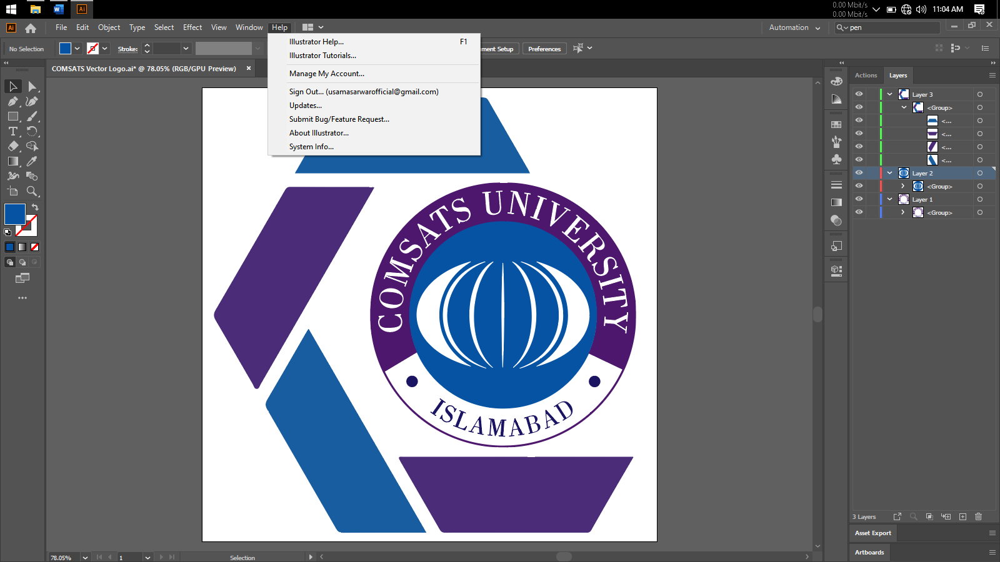 0.00 Mbit/s
0.00 Mbit/s
11:04 AM
File Edit Object Type Select Effect View Window Help
Automation
pen
No Selection
Stroke:
ment Setup
Preferences
COMSATS Vector Logo.ai* @ 78.05% (RGB/GPU Preview)
Illustrator Help... F1
Illustrator Tutorials...
Manage My Account...
Sign Out... (usamasarwarofficial@gmail.com)
Updates...
Submit Bug/Feature Request...
About Illustrator...
System Info...
COMSATS UNIVERSITY
ISLAMABAD
Actions Layers
Layer 3
<Group>
<...
<...
<...
<...
Layer 2
<Group>
Layer 1
<Group>
3 Layers
Asset Export
Artboards
78.05%
1
Selection